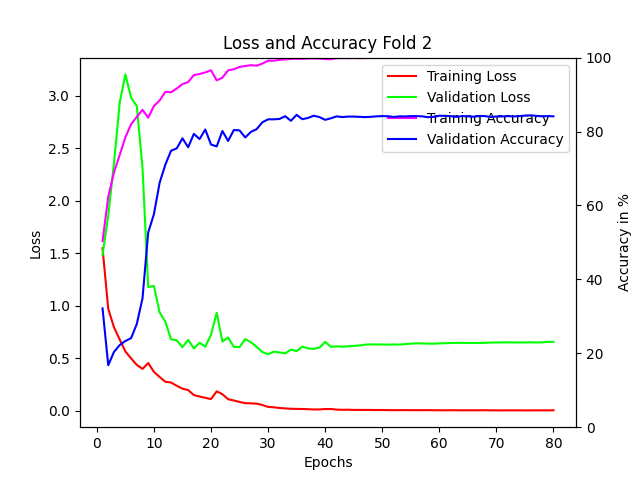 Loss and Accuracy Fold 2
Training Loss
Validation Loss
Training Accuracy
Validation Accuracy
Loss
3.0
2.5
2.0
1.5
1.0
0.5
0.0
100
80
60
40
20
0
Accuracy in %
0 10 20 30 40 50 60 70 80
Epochs